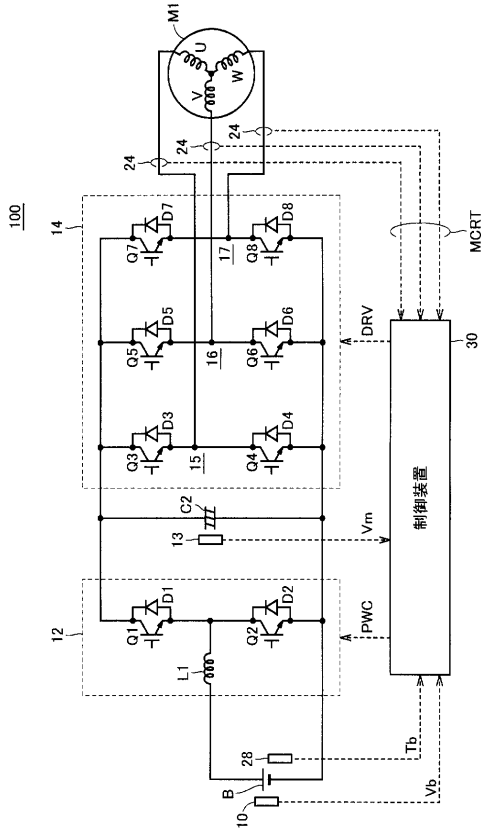 100
M1
U
V
W
24
24
24
14
Q7
D7
17
Q8
D8
Q5
D5
16
Q6
D6
Q3
D3
15
Q4
D4
MCRT
DRV
30
制御装置
C2
13
Vm
12
Q1
D1
Q2
D2
L1
PWC
B
28
10
Tb
Vb